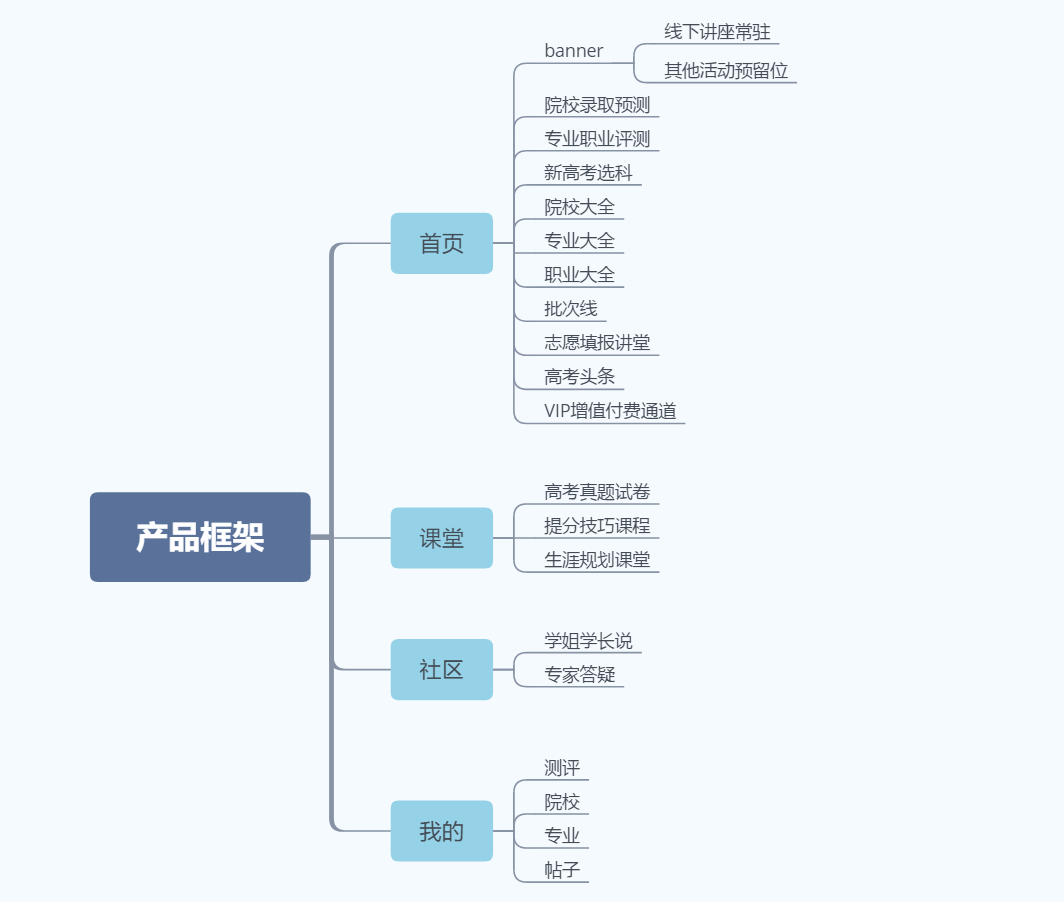 产品框架
首页
banner
线下讲座常驻
其他活动预留位
院校录取预测
专业职业评测
新高考选科
院校大全
专业大全
职业大全
批次线
志愿填报讲堂
高考头条
VIP增值付费通道
课堂
高考真题试卷
提分技巧课程
生涯规划课堂
社区
学姐学长说
专家答疑
我的
测评
院校
专业
帖子